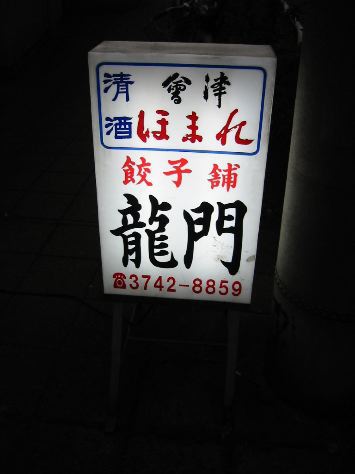 清酒
會津
ほまれ
餃子舗
龍門
☎3742-8859